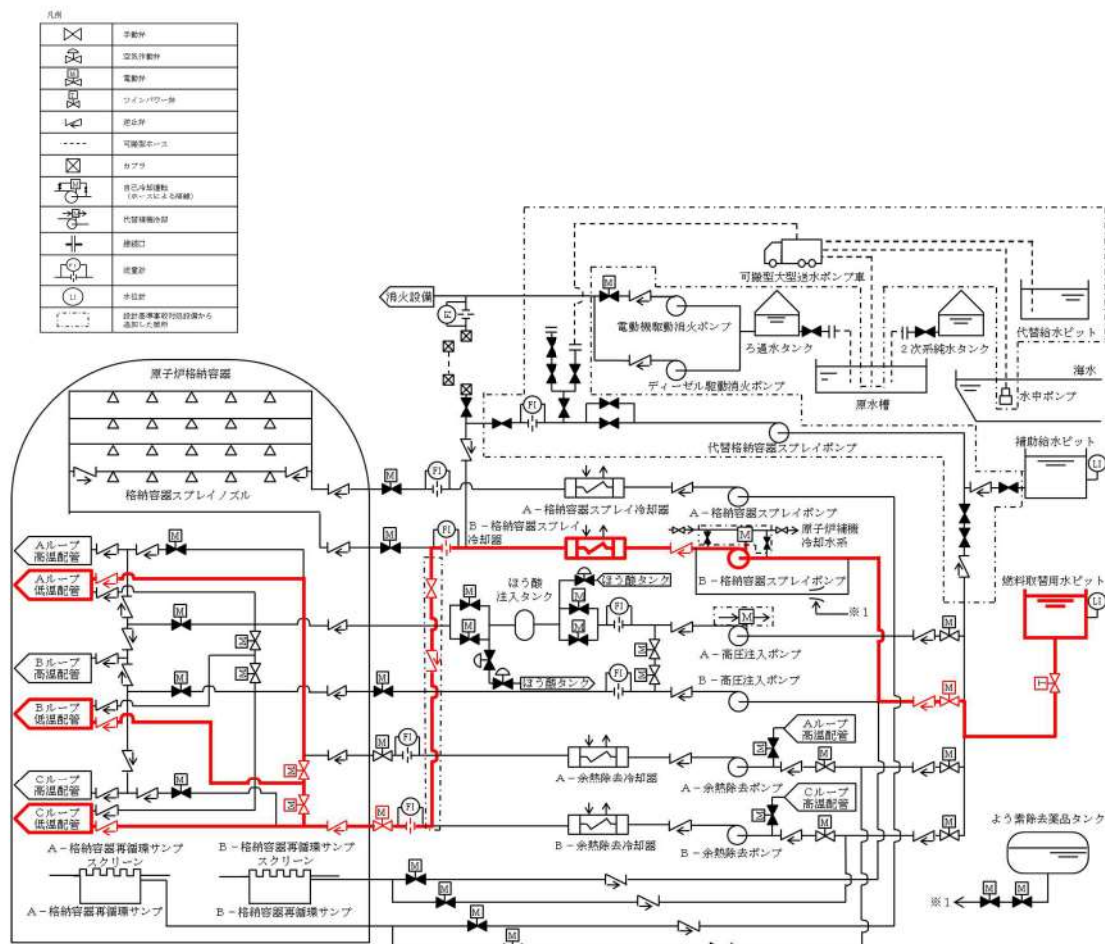 凡例
手動弁
空気作動弁
M
電動弁
T
ツインパワー弁
逆止弁
可搬型ホース
カプラ
M
自己冷却運転
(ホースによる接続)
代替補機冷却
接続口
FI
流量計
LI
水位計
設計基準事故対処設備から
追加した箇所
可搬型大型送水ポンプ車
消火設備
M
電動機駆動消火ポンプ
ろ過水タンク
2次系純水タンク
代替給水ピット
FI
ディーゼル駆動消火ポンプ
原水槽
海水
水中ポンプ
原子炉格納容器
FI
代替格納容器スプレイポンプ
補助給水ピット
LI
格納容器スプレイノズル
M
FI
A-格納容器スプレイ冷却器
A-格納容器スプレイポンプ
B-格納容器スプレイ
冷却器
M
FI
M
原子炉補機
冷却水系
B-格納容器スプレイポンプ
※1
燃料取替用水ピット
LI
Aループ
高温配管
M
Aループ
低温配管
ほう酸
注入タンク
ほう酸タンク
M
M
M
M
M
FI
M
A-高圧注入ポンプ
M
M
M
Bループ
高温配管
M
M
M
M
FI
ほう酸タンク
B-高圧注入ポンプ
M
T
Bループ
低温配管
M
FI
A-余熱除去冷却器
Aループ
高温配管
M
M
M
A-余熱除去ポンプ
Cループ
高温配管
M
M
M
Cループ
低温配管
M
FI
B-余熱除去冷却器
Cループ
高温配管
M
M
M
B-余熱除去ポンプ
よう素除去薬品タンク
A-格納容器再循環サンプ
スクリーン
B-格納容器再循環サンプ
スクリーン
M
M
A-格納容器再循環サンプ
B-格納容器再循環サンプ
※1
M
M
M
M